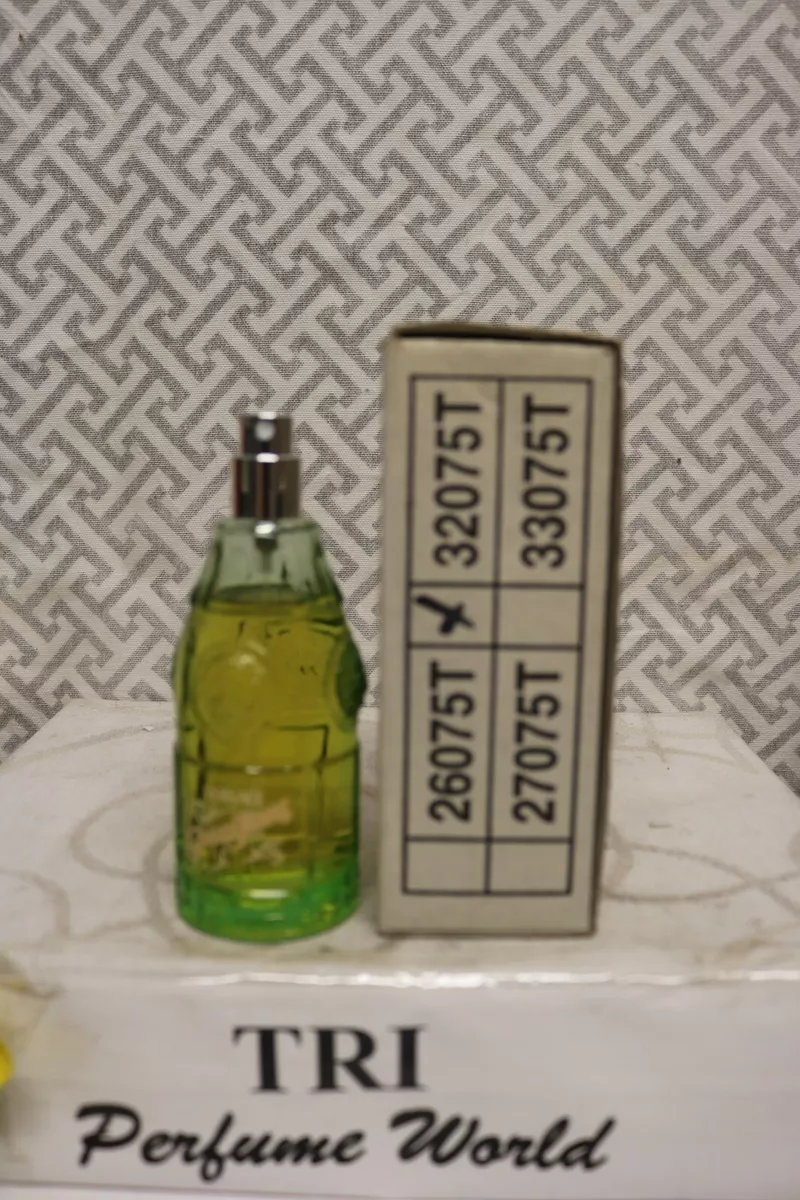 26075T X 32075T
27075T 33075T
TRI
Perfume World